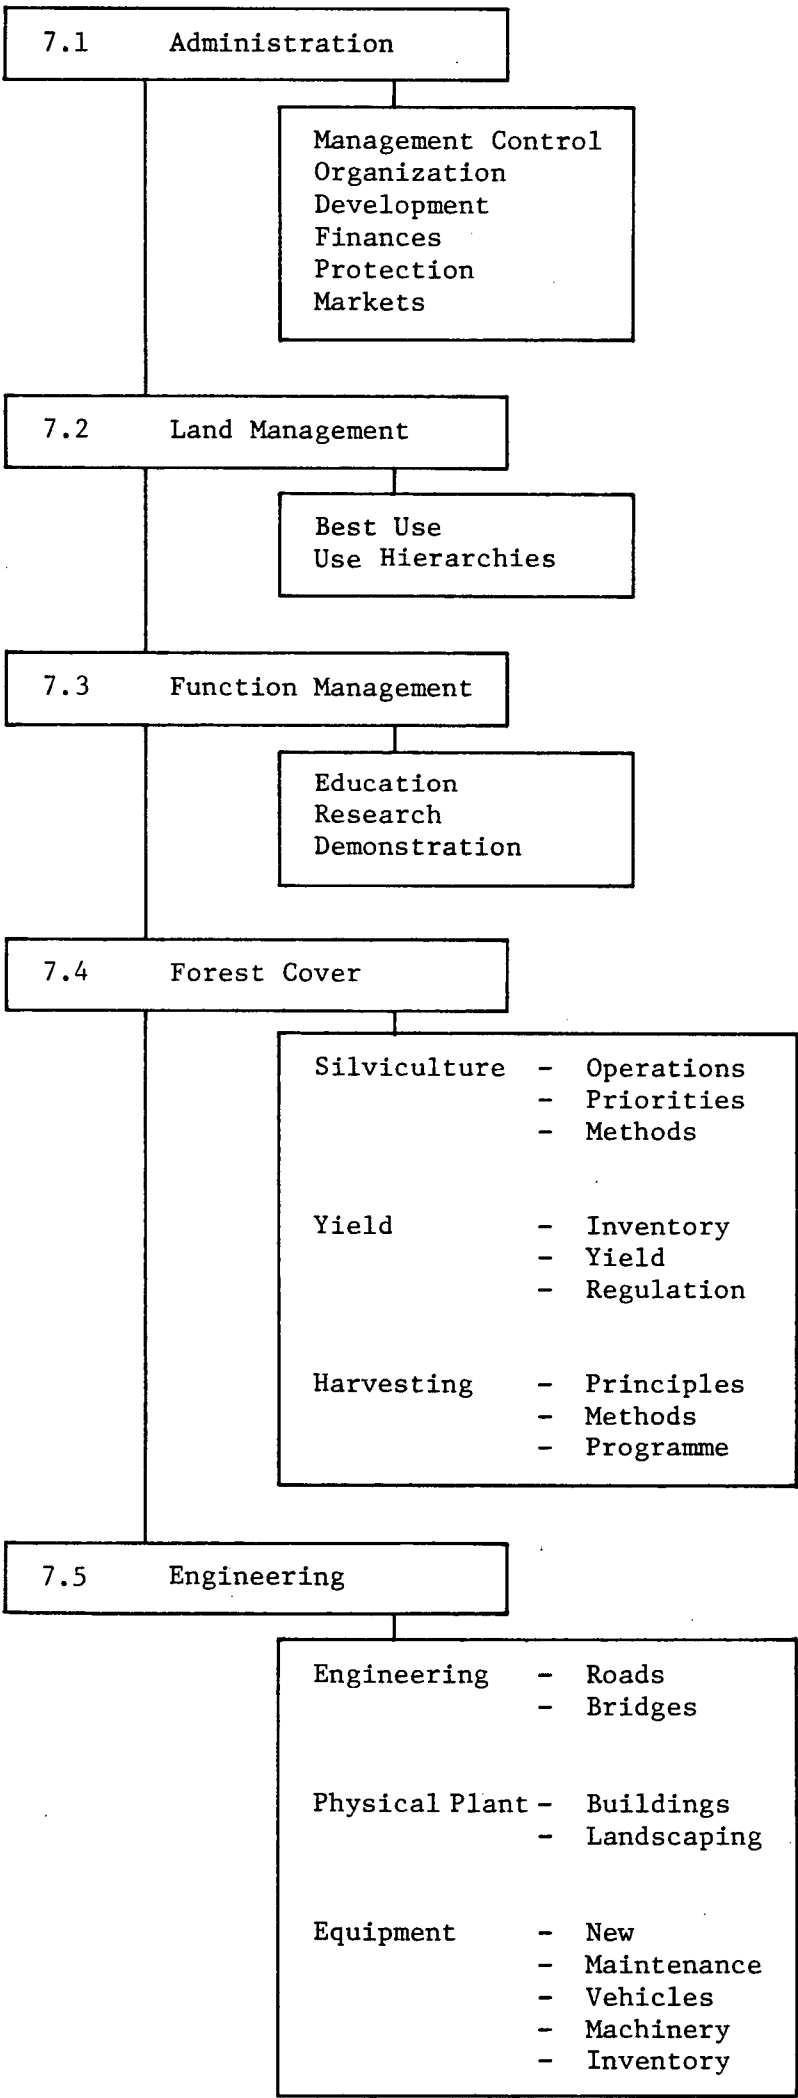 7.1 Administration
Management Control
Organization
Development
Finances
Protection
Markets
7.2 Land Management
Best Use
Use Hierarchies
7.3 Function Management
Education
Research
Demonstration
7.4 Forest Cover
Silviculture - Operations
- Priorities
- Methods
Yield - Inventory
- Yield
- Regulation
Harvesting - Principles
- Methods
- Programme
7.5 Engineering
Engineering - Roads
- Bridges
Physical Plant - Buildings
- Landscaping
Equipment - New
- Maintenance
- Vehicles
- Machinery
- Inventory